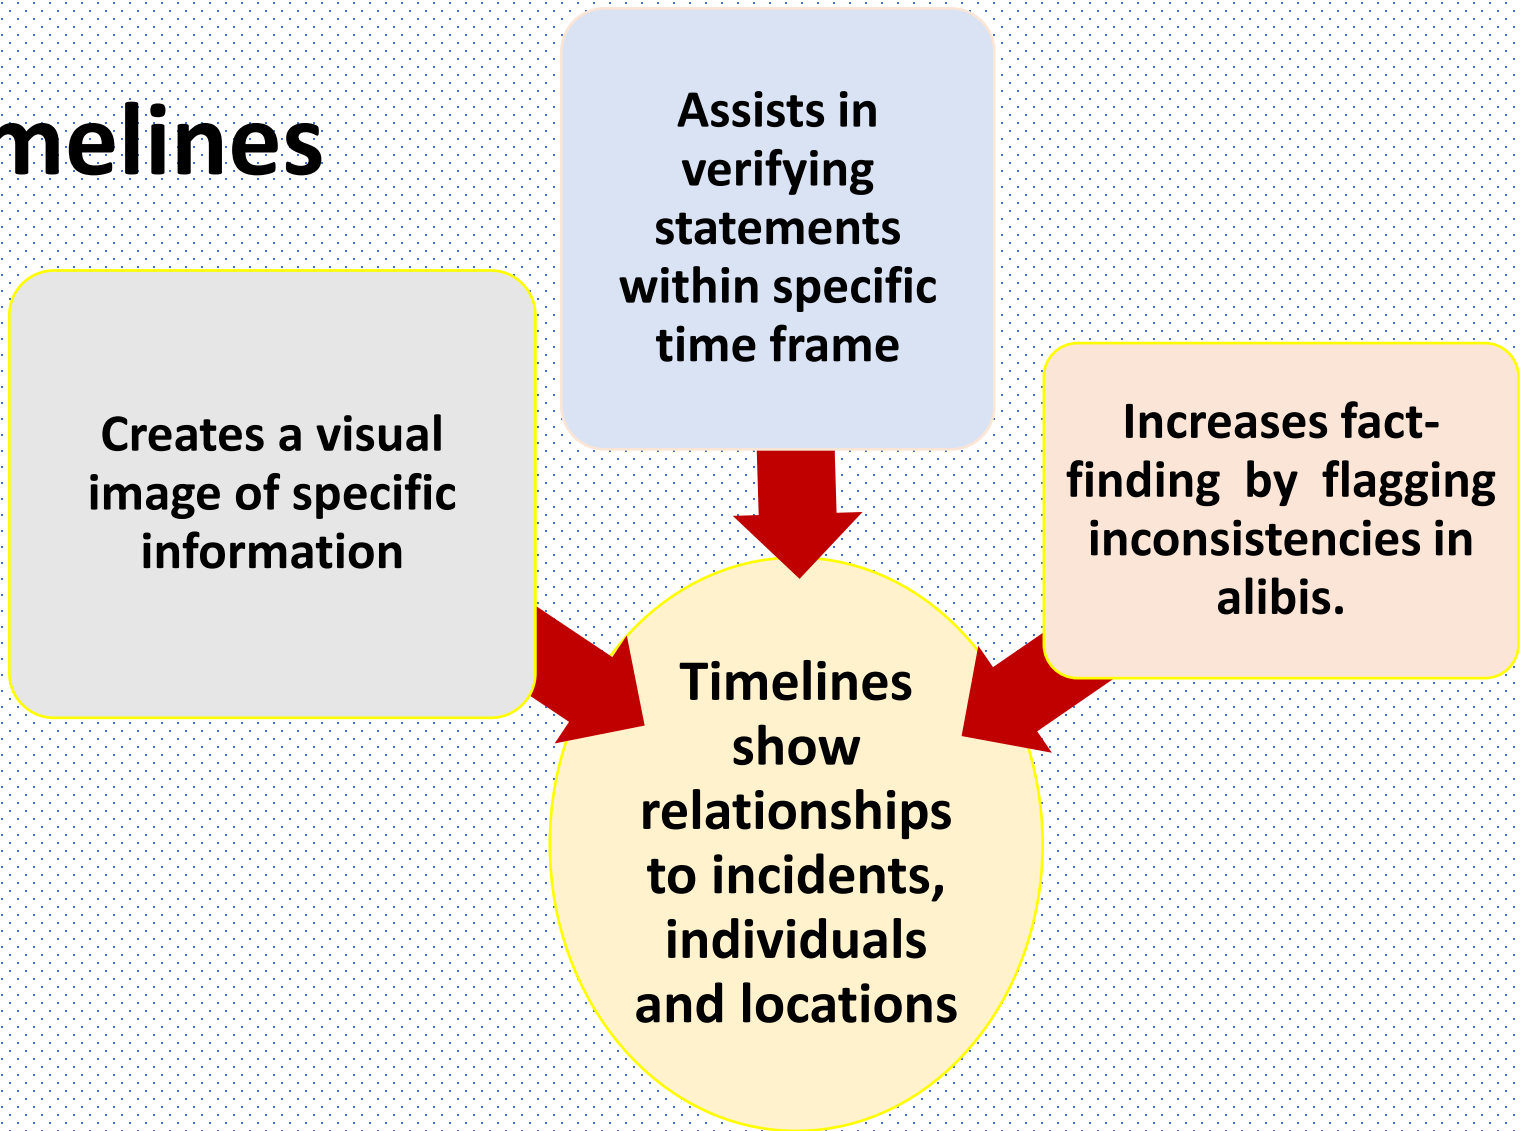 melines
Assists in
verifying
statements
within specific
time frame
Creates a visual
image of specific
information
Increases fact-
finding by flagging
inconsistencies in
alibis.
Timelines
show
relationships
to incidents,
individuals
and locations